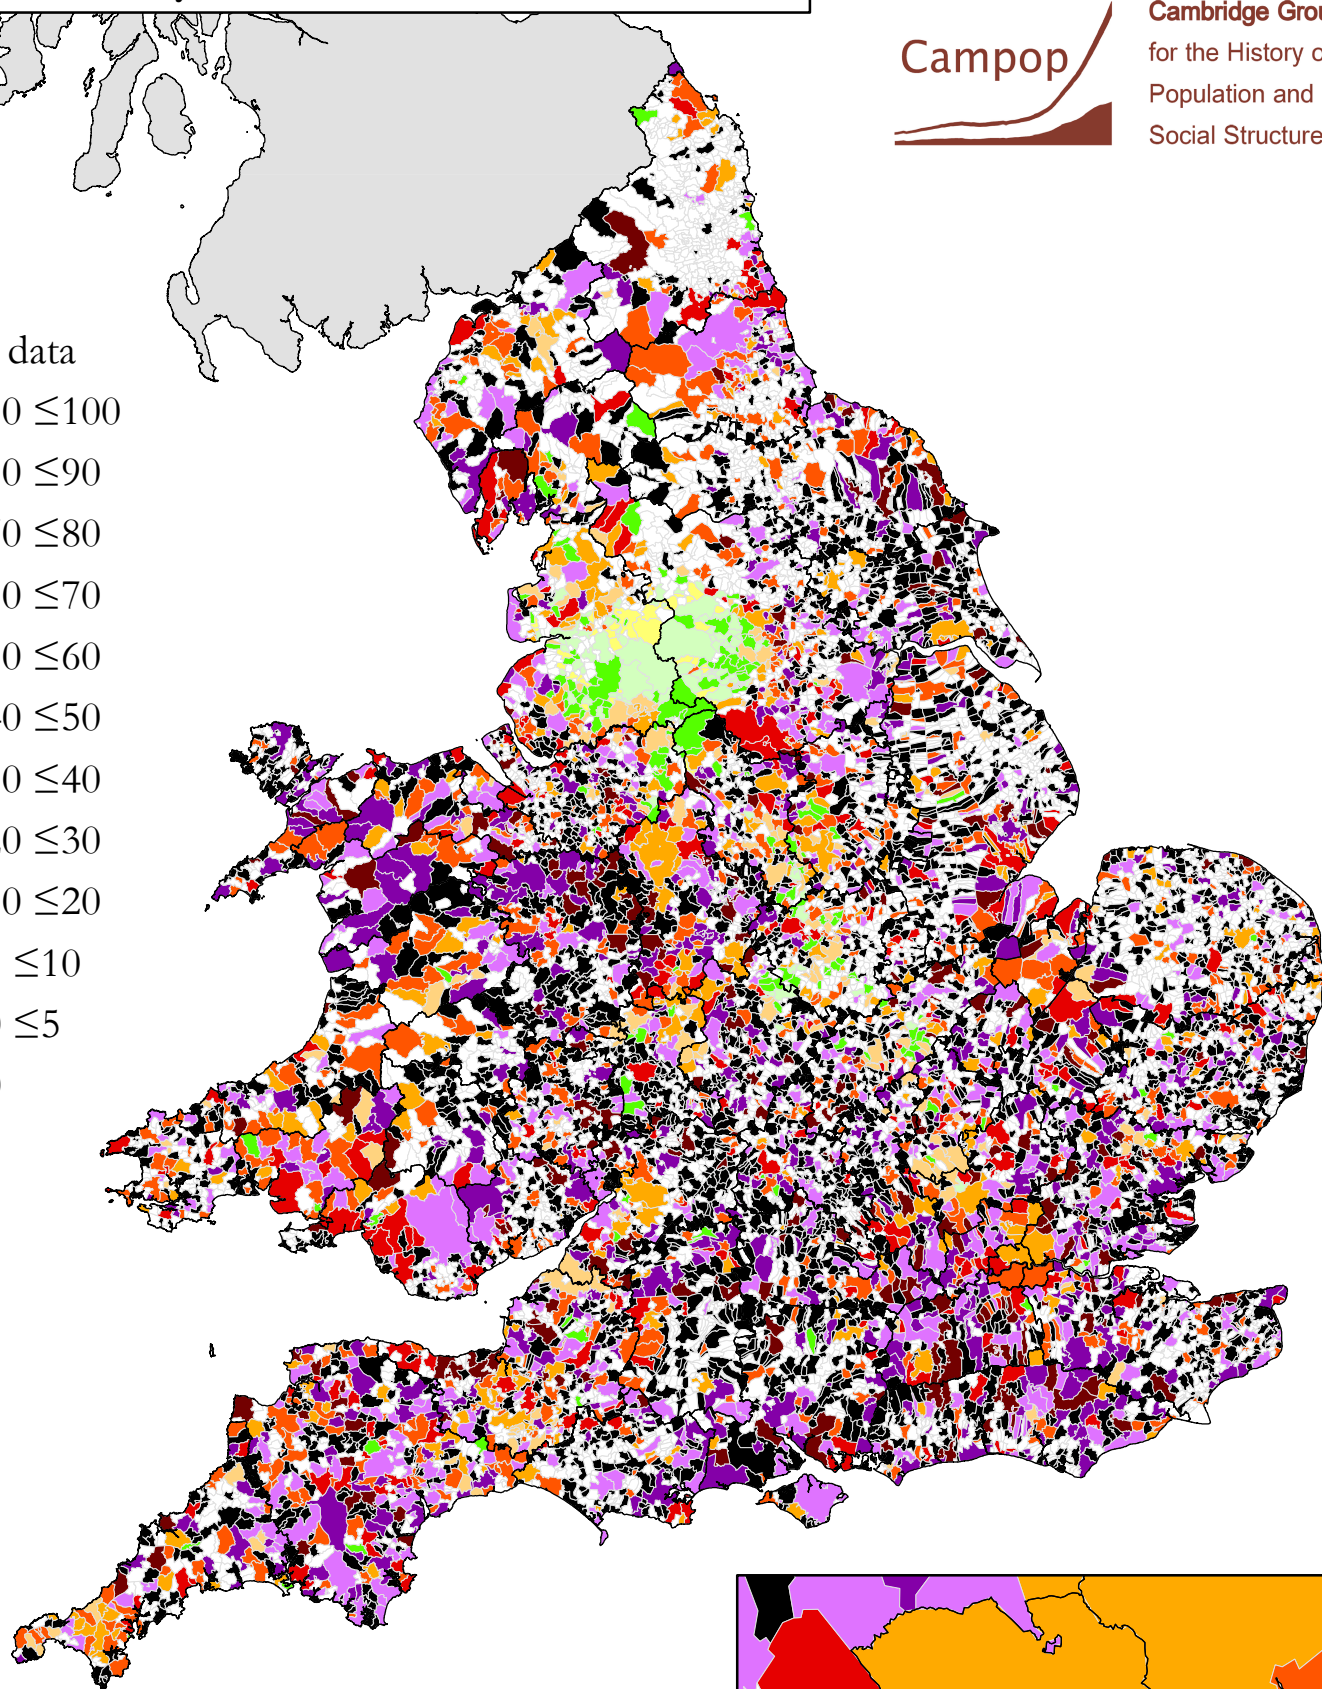 Campop
Cambridge Grou
for the History o
Population and
Social Structure
data
0 ≤100
0 ≤90
0 ≤80
0 ≤70
0 ≤60
0 ≤50
0 ≤40
0 ≤30
0 ≤20
≤10
≤5